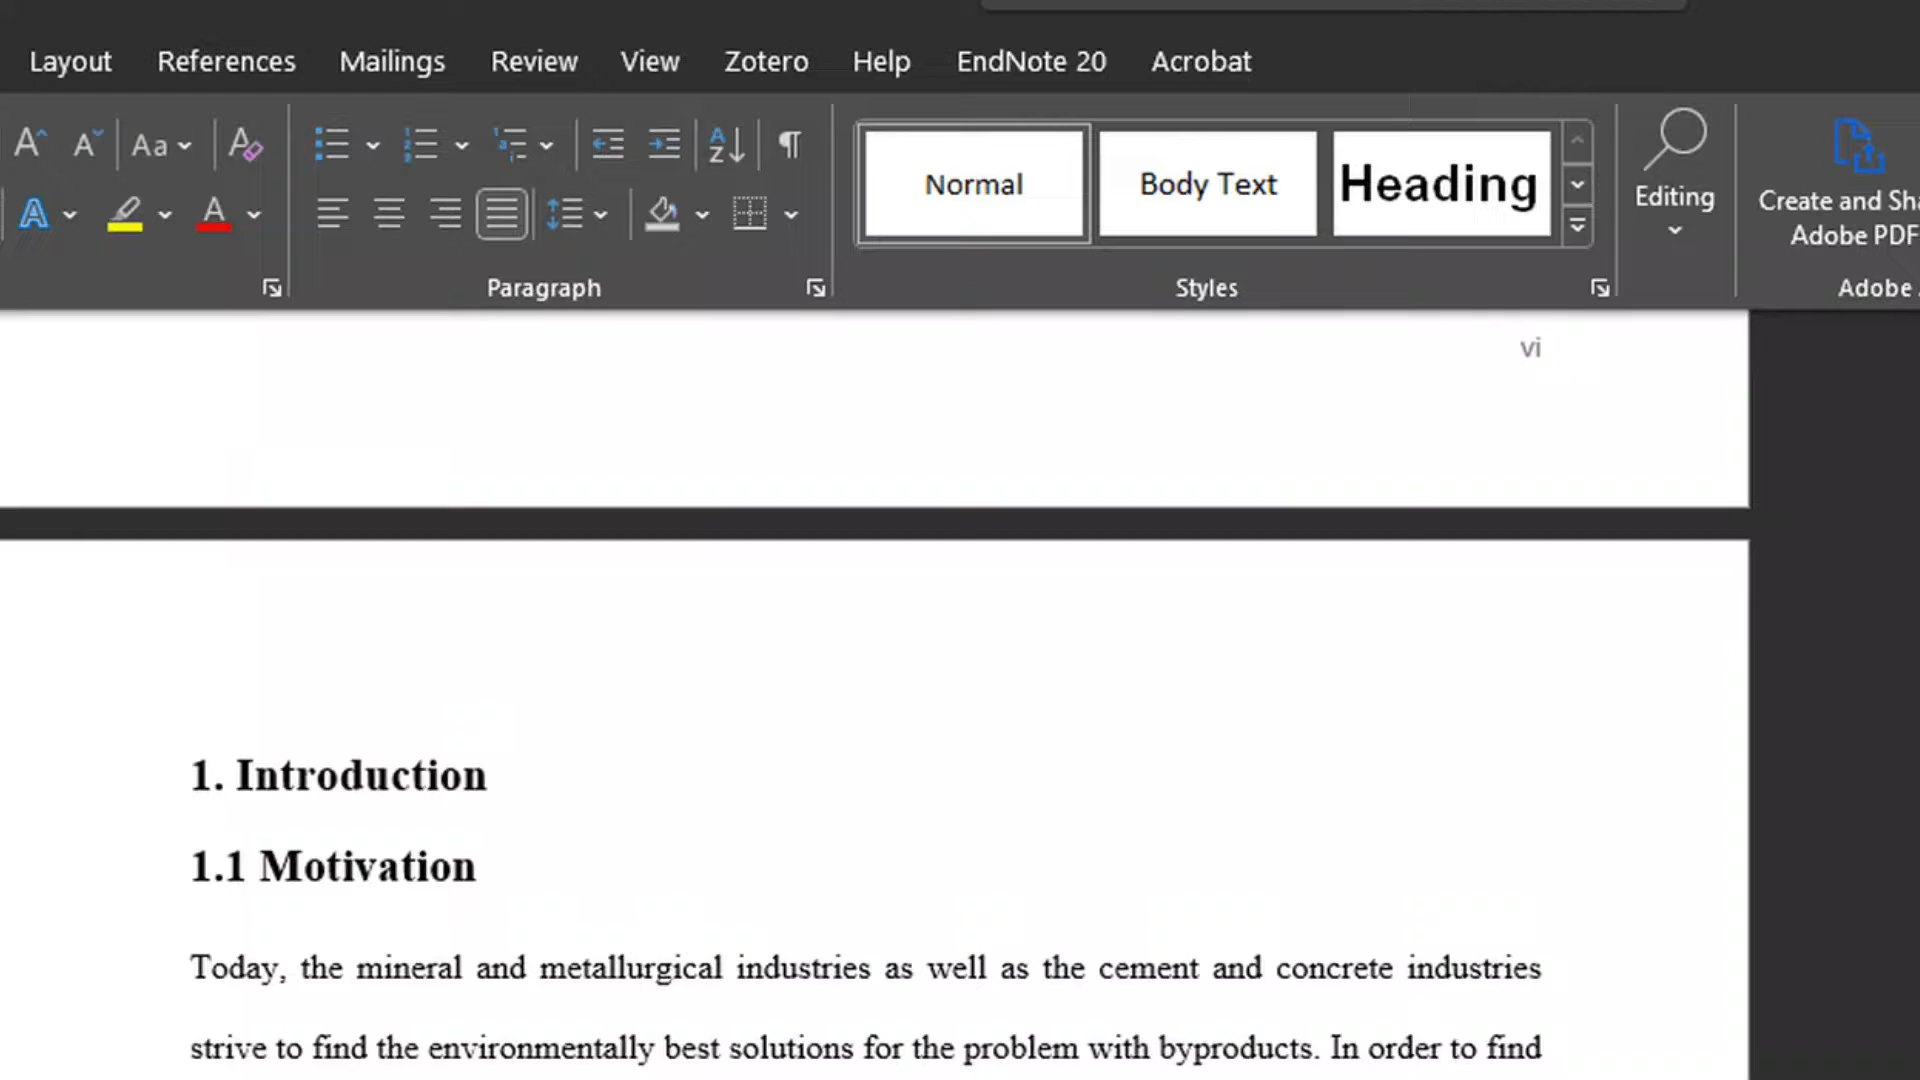 Layout References Mailings Review View Zotero Help EndNote 20 Acrobat
Aa
Normal Body Text Heading
Editing
Create and Sha
Adobe PDF
Paragraph Styles Adobe
vi
1. Introduction
1.1 Motivation
Today, the mineral and metallurgical industries as well as the cement and concrete industries
strive to find the environmentally best solutions for the problem with byproducts. In order to find